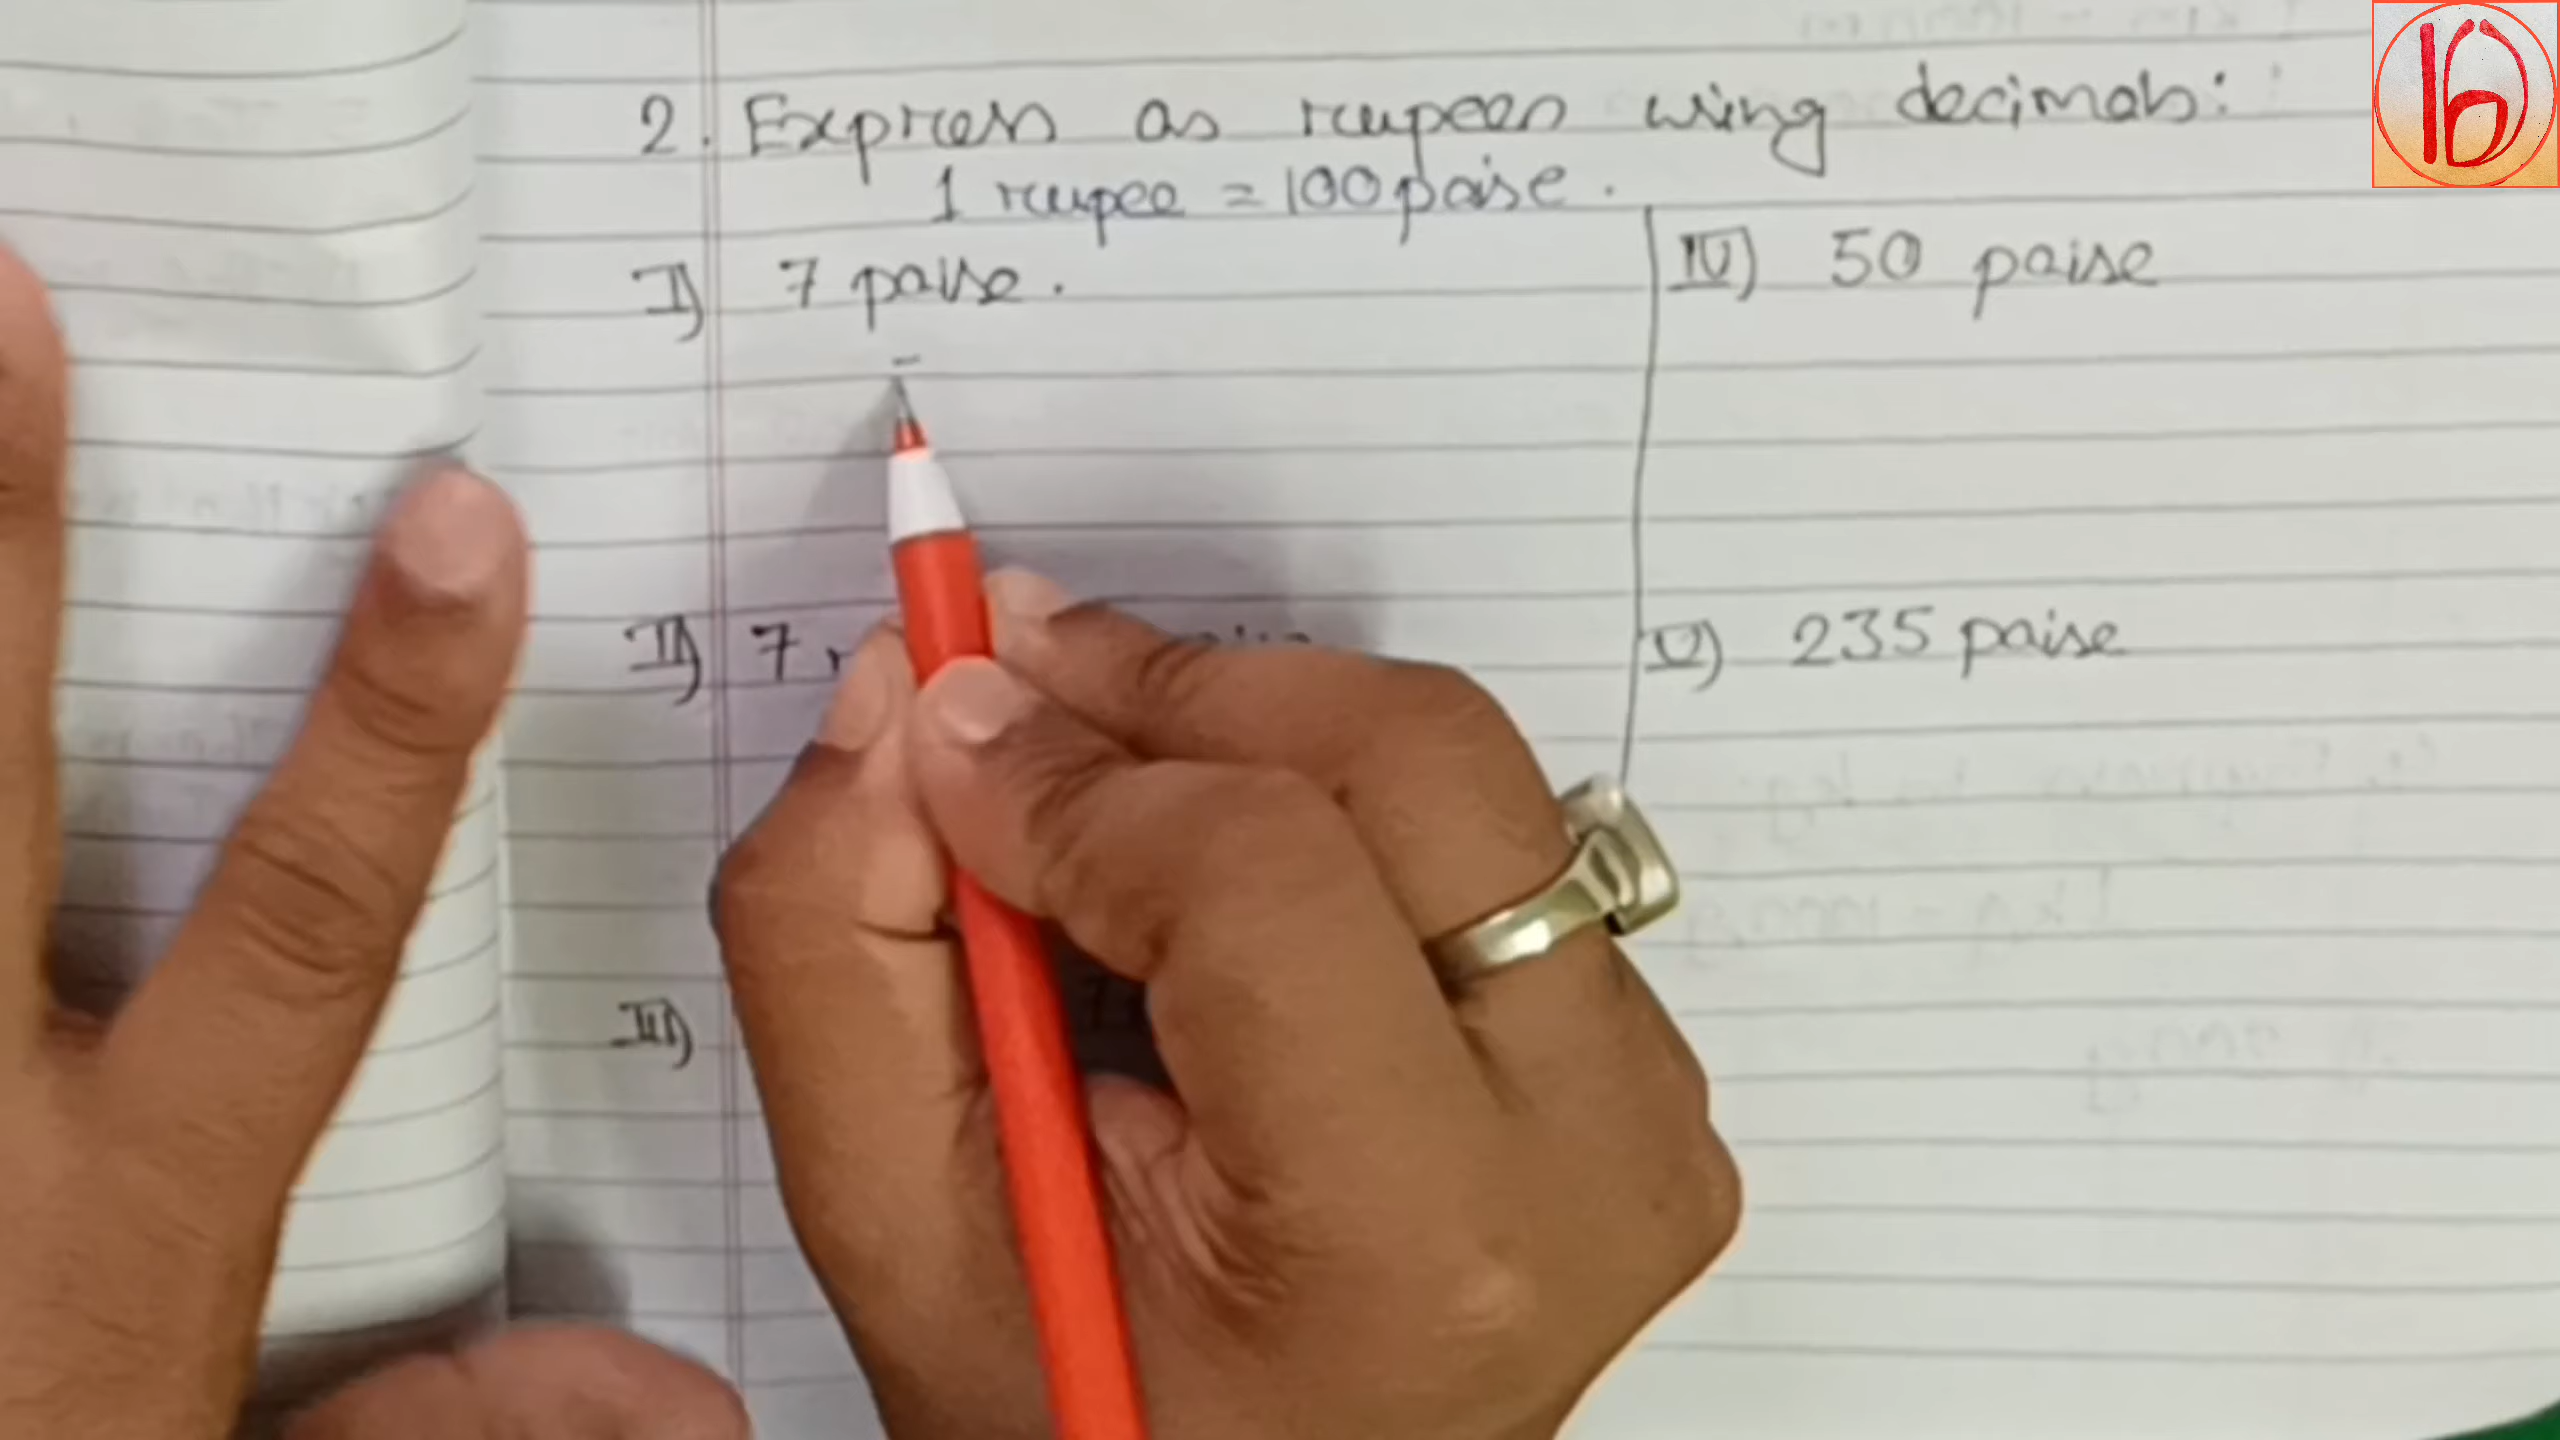 2. Express as rupees using decimals:
1 rupee = 100 paise.
I) 7 paise.
II) 7
III)
IV) 50 paise
V) 235 paise